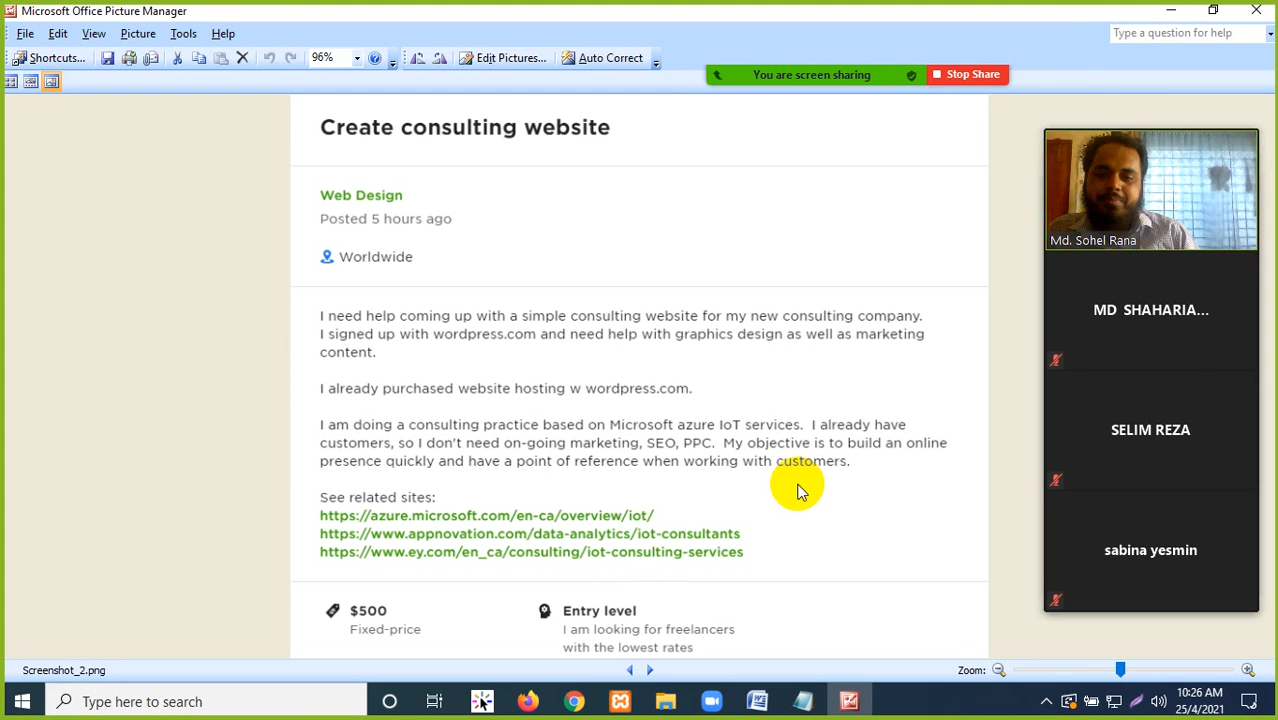 Microsoft Office Picture Manager
File Edit View Picture Tools Help
Type a question for help
Shortcuts... 96% Edit Pictures... Auto Correct
You are screen sharing Stop Share
Create consulting website
Web Design
Posted 5 hours ago
Worldwide
I need help coming up with a simple consulting website for my new consulting company.
I signed up with wordpress.com and need help with graphics design as well as marketing
content.
I already purchased website hosting w wordpress.com.
I am doing a consulting practice based on Microsoft azure IoT services. I already have
customers, so I don't need on-going marketing, SEO, PPC. My objective is to build an online
presence quickly and have a point of reference when working with customers.
See related sites:
https://azure.microsoft.com/en-ca/overview/iot/
https://www.appnovation.com/data-analytics/iot-consultants
https://www.ey.com/en_ca/consulting/iot-consulting-services
$500
Fixed-price
Entry level
I am looking for freelancers
with the lowest rates
Md. Sohel Rana
MD SHAHARIA...
SELIM REZA
sabina yesmin
Screenshot_2.png
Zoom:
Type here to search
10:26 AM
25/4/2021